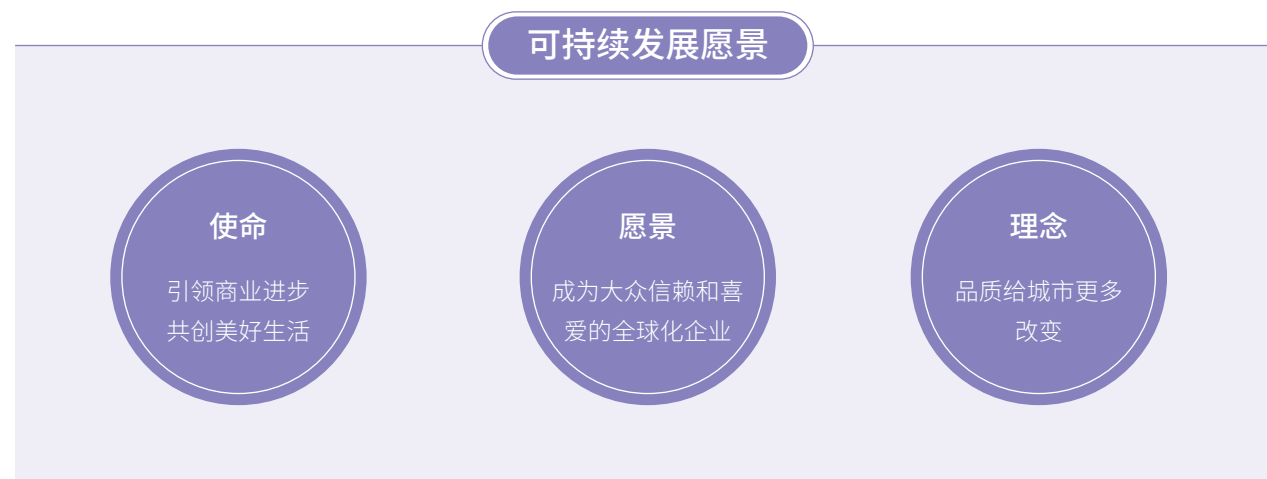 可持续发展愿景
使命
引领商业进步
共创美好生活
愿景
成为大众信赖和喜
爱的全球化企业
理念
品质给城市更多
改变